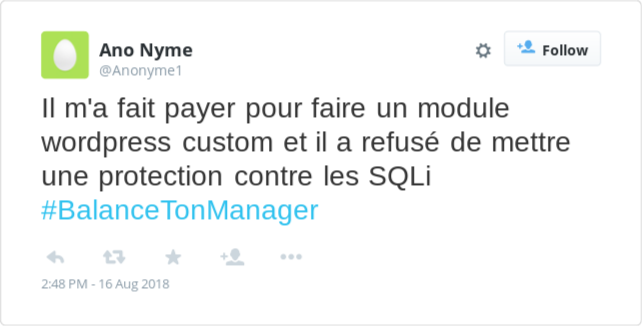 Ano Nyme
@Anonyme1
Follow
Il m'a fait payer pour faire un module
wordpress custom et il a refusé de mettre
une protection contre les SQLi
#BalanceTonManager
2:48 PM - 16 Aug 2018